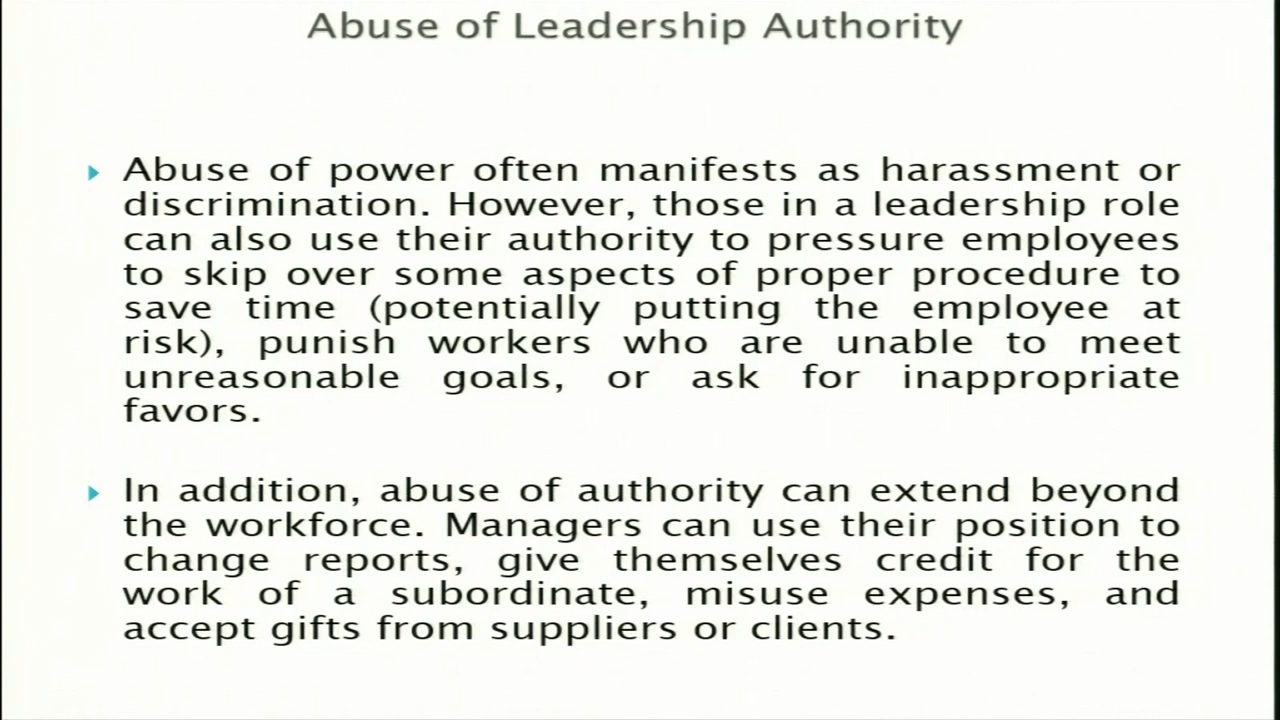 Abuse of Leadership Authority
Abuse of power often manifests as harassment or
discrimination. However, those in a leadership role
can also use their authority to pressure employees
to skip over some aspects of proper procedure to
save time (potentially putting the employee at
risk), punish workers who are unable to meet
unreasonable goals, or ask for inappropriate
favors.
In addition, abuse of authority can extend beyond
the workforce. Managers can use their position to
change reports, give themselves credit for the
work of a subordinate, misuse expenses, and
accept gifts from suppliers or clients.